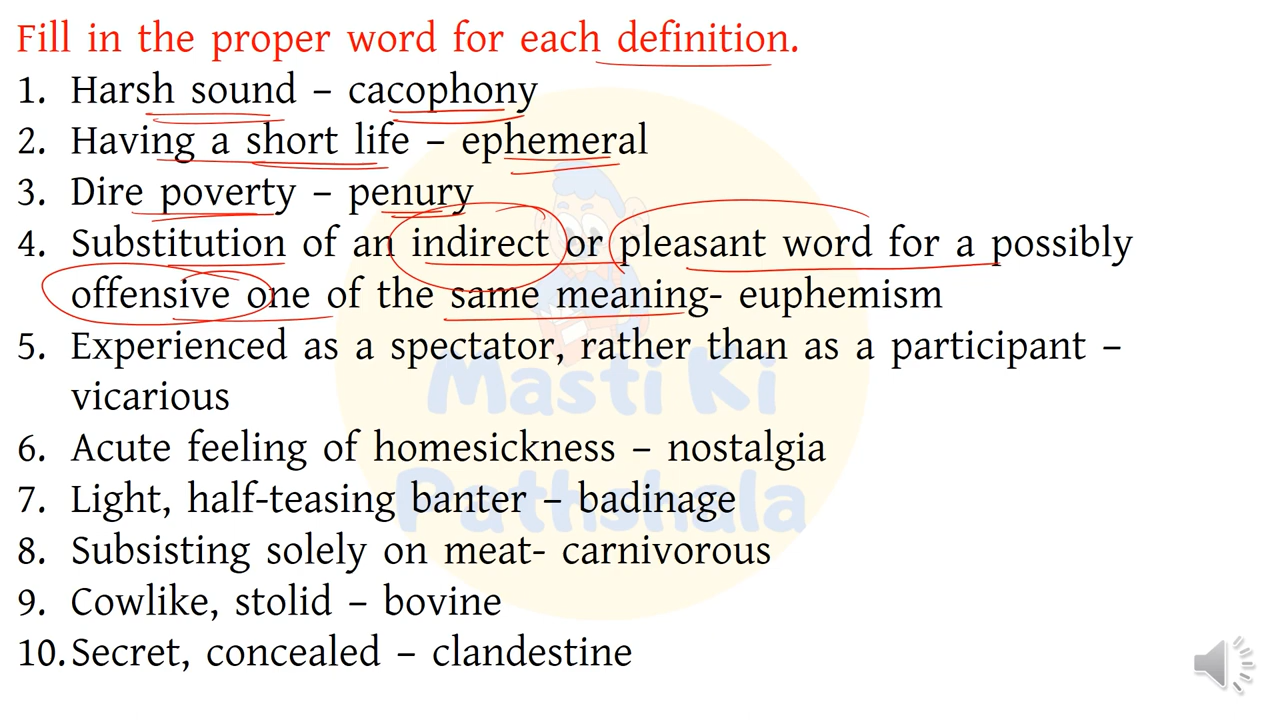 Fill in the proper word for each definition.
1. Harsh sound – cacophony
2. Having a short life – ephemeral
3. Dire poverty – penury
4. Substitution of an indirect or pleasant word for a possibly
offensive one of the same meaning- euphemism
5. Experienced as a spectator, rather than as a participant –
vicarious
6. Acute feeling of homesickness – nostalgia
7. Light, half-teasing banter – badinage
8. Subsisting solely on meat- carnivorous
9. Cowlike, stolid – bovine
10. Secret, concealed – clandestine
Masti Ki
Pathshala